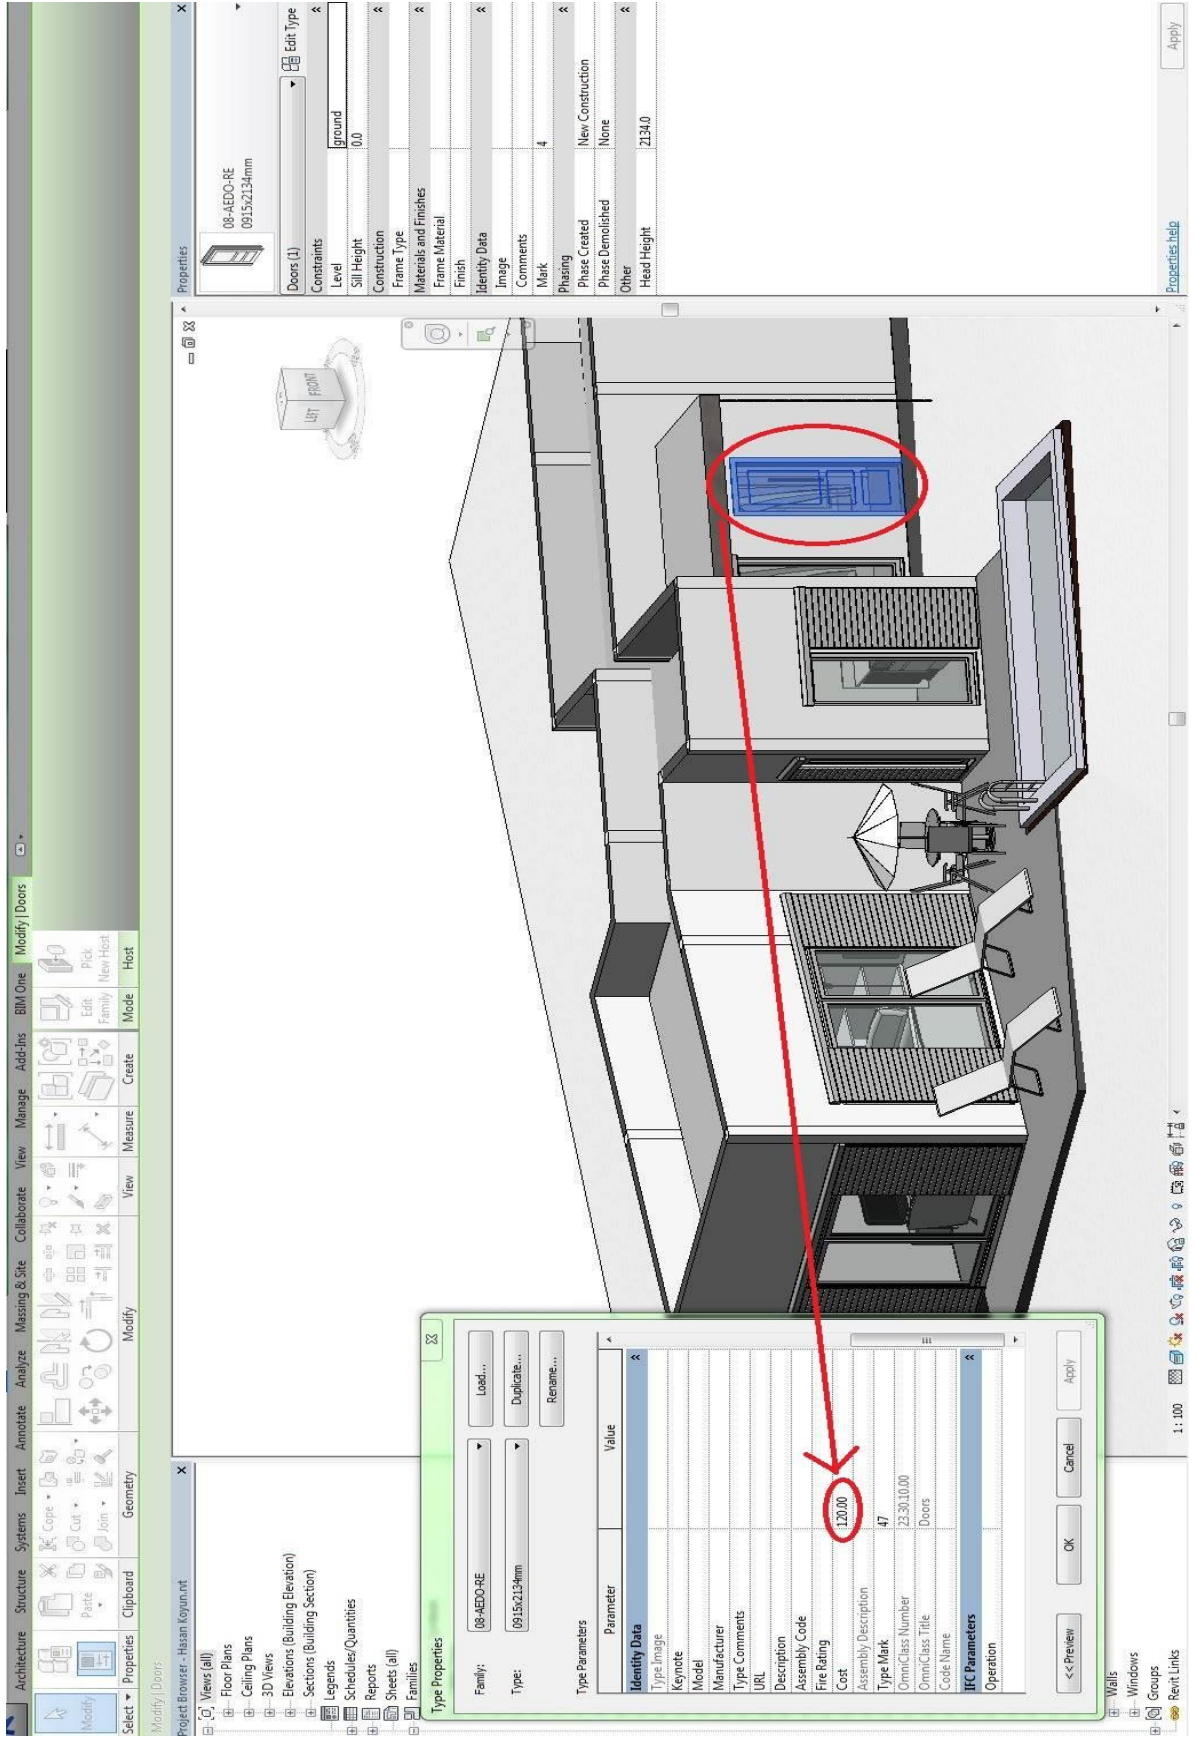 Architecture Structure Systems Insert Annotate Analyze Massing & Site Collaborate View Manage Add-Ins BIM One Modify | Doors
Modify
Paste
Cope
Cut
Join
Edit Family
Pick New Host
Select Properties Clipboard Geometry Modify View Measure Create Mode Host
Modify | Doors
Project Browser - Hasan Koyun.rvt
Views (all)
Floor Plans
Ceiling Plans
3D Views
Elevations (Building Elevation)
Sections (Building Section)
Legends
Schedules/Quantities
Reports
Sheets (all)
Families
Walls
Windows
Groups
Revit Links
Type Properties
Family: 08-AEDO-RE Load...
Type: 0915x2134mm Duplicate...
Rename...
Type Parameters
Parameter Value
Identity Data
Type Image
Keynote
Model
Manufacturer
Type Comments
URL
Description
Assembly Code
Fire Rating
Cost 120.00
Assembly Description
Type Mark 47
OmniClass Number 23.30.10.00
OmniClass Title Doors
Code Name
IFC Parameters
Operation
<< Preview OK Cancel Apply
LEFT FRONT
1 : 100
Properties
08-AEDO-RE
0915x2134mm
Doors (1) Edit Type
Constraints
Level ground
Sill Height 0.0
Construction
Frame Type
Materials and Finishes
Frame Material
Finish
Identity Data
Image
Comments
Mark 4
Phasing
Phase Created New Construction
Phase Demolished None
Other
Head Height 2134.0
Properties help Apply